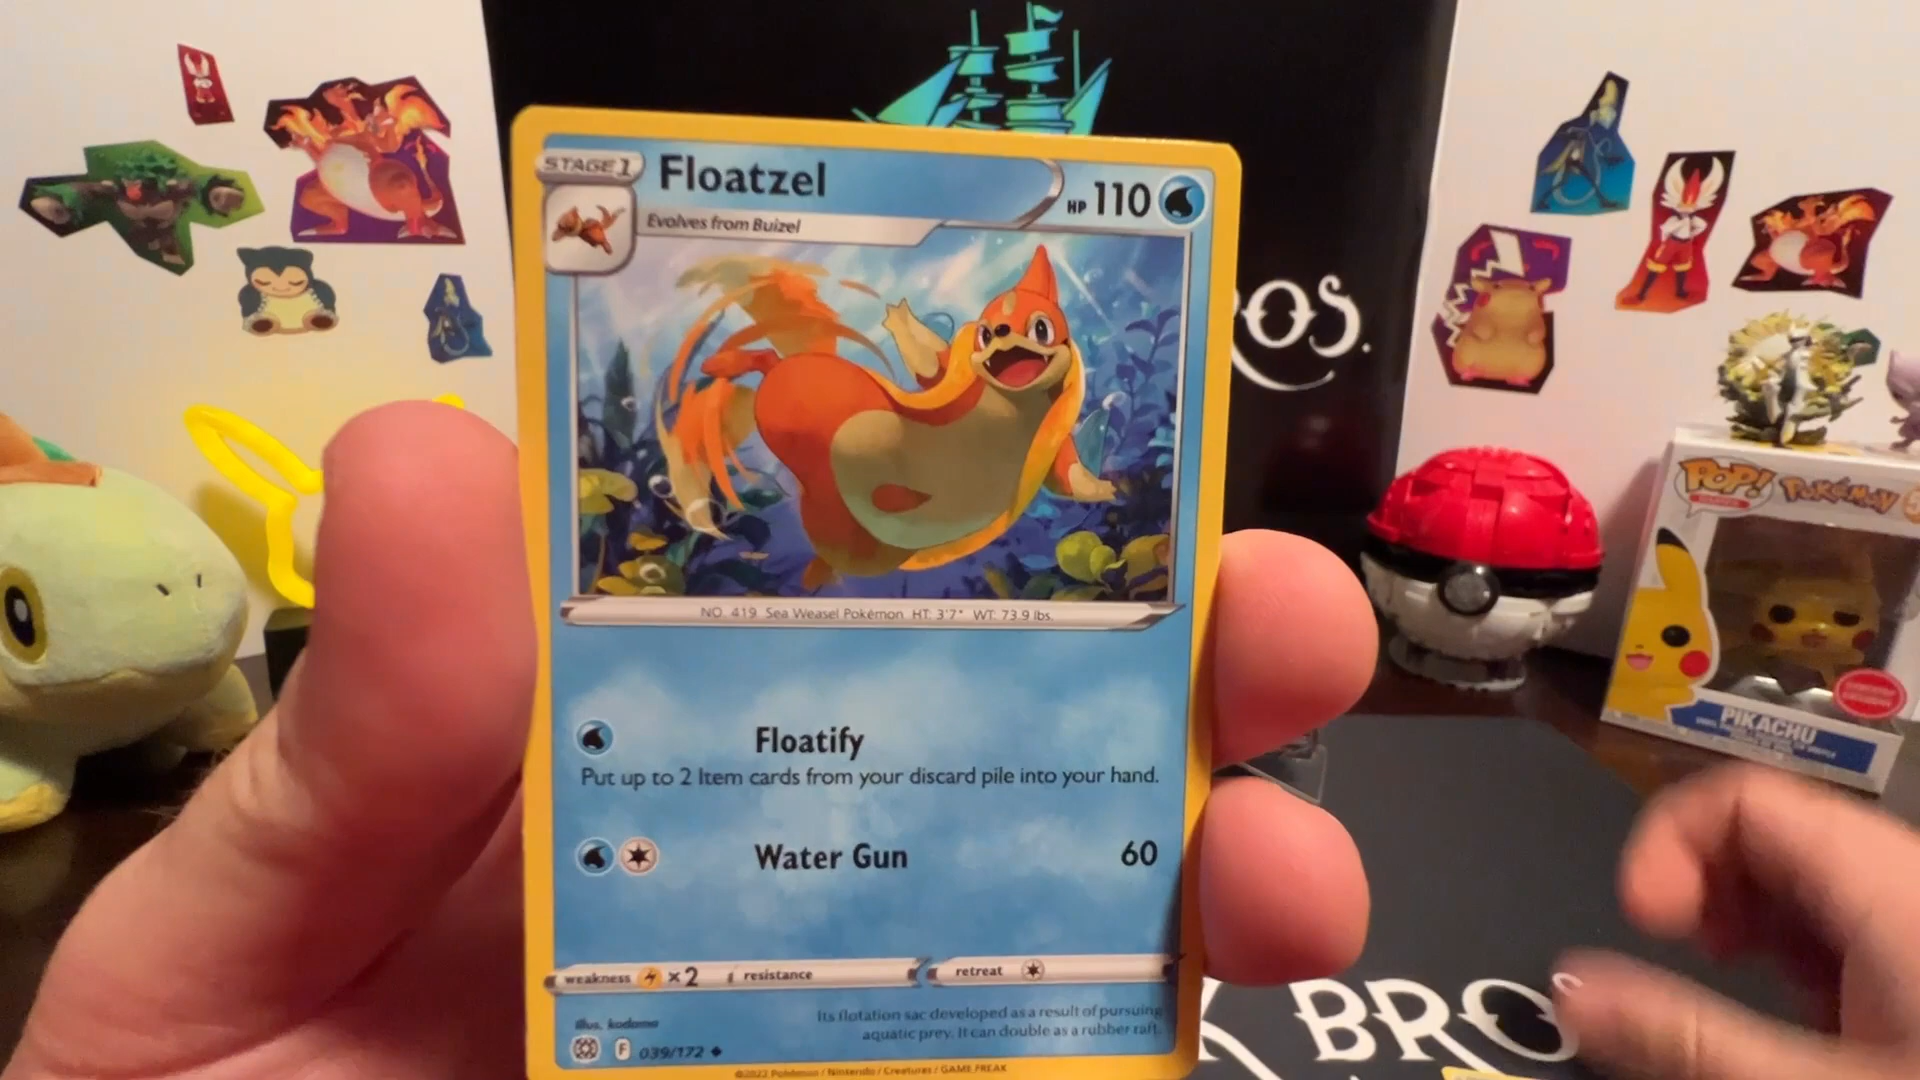 STAGE 1
Floatzel
HP 110
Evolves from Buizel
ROS.
NO. 419 Sea Weasel Pokémon HT: 3'7" WT: 73.9 lbs.
POP!
POKÉMON
PIKACHU
Floatify
Put up to 2 Item cards from your discard pile into your hand.
Water Gun 60
weakness ×2 resistance retreat
Its flotation sac developed as a result of pursuing
aquatic prey. It can double as a rubber raft.
Illus. kodama
F 039/172
©2022 Pokémon / Nintendo / Creatures / GAME FREAK
K BROS